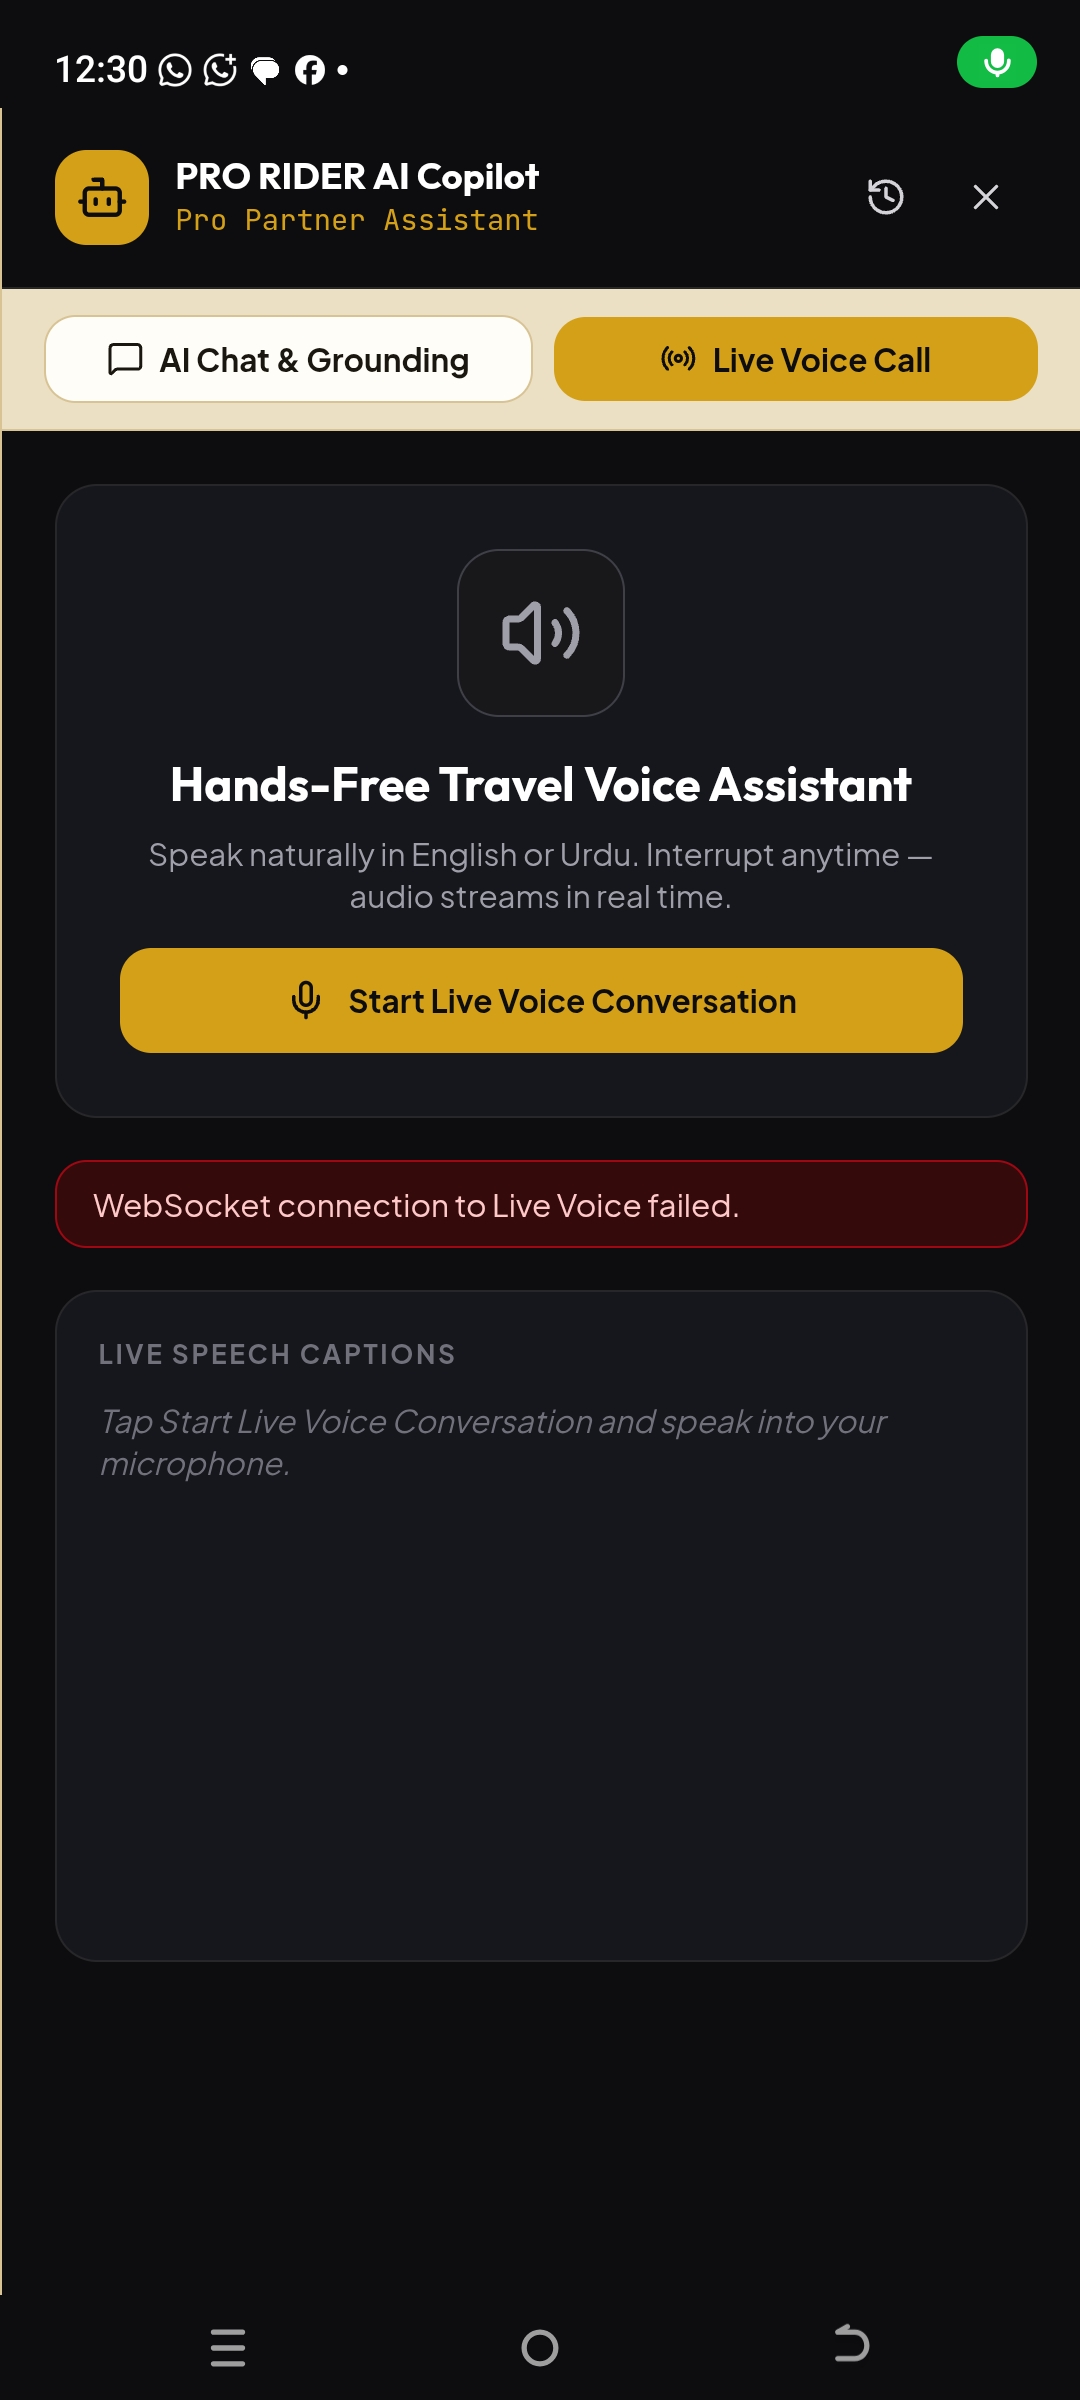 12:30
PRO RIDER AI Copilot
Pro Partner Assistant
AI Chat & Grounding
Live Voice Call
Hands-Free Travel Voice Assistant
Speak naturally in English or Urdu. Interrupt anytime —
audio streams in real time.
Start Live Voice Conversation
WebSocket connection to Live Voice failed.
LIVE SPEECH CAPTIONS
Tap Start Live Voice Conversation and speak into your
microphone.